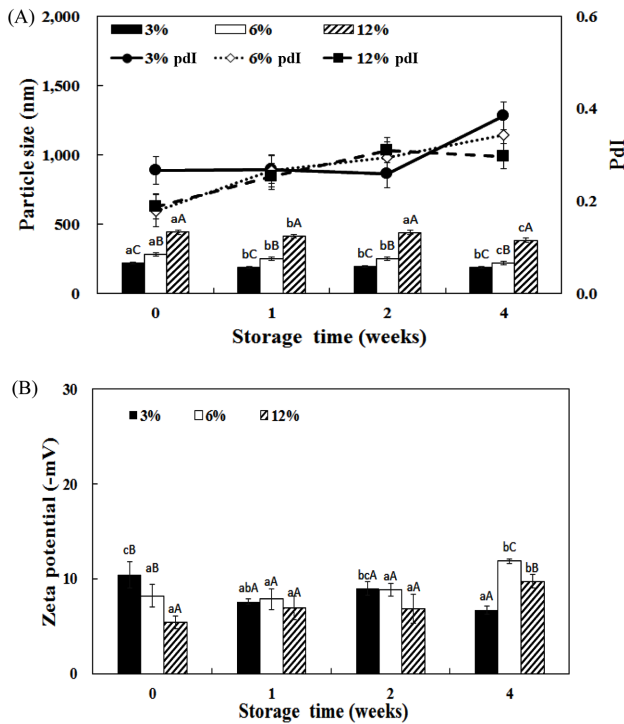 (A)
2,000
1,500
1,000
500
0
Particle size (nm)
3% 6% 12%
3% pdI 6% pdI 12% pdI
0.6
0.4
0.2
0.0
PdI
aC aB aA bC bB bA bC bB aA bC cB cA
0 1 2 4
Storage time (weeks)
(B)
30
20
10
0
Zeta potential (-mV)
3% 6% 12%
cB aB aA abA aA aA bcA aA aA aA bC bB
0 1 2 4
Storage time (weeks)